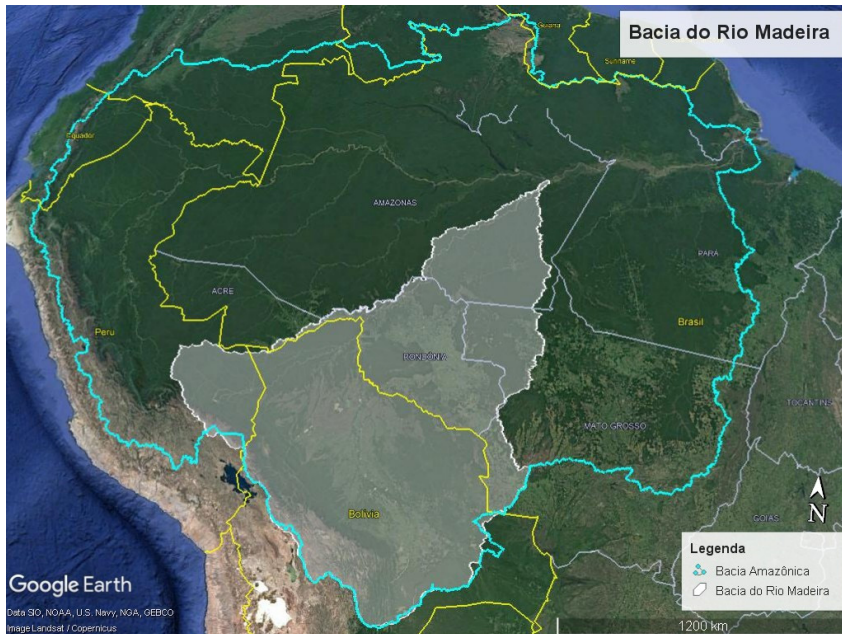 Bacia do Rio Madeira
Guiana
Suriname
Equador
AMAZONAS
PARÁ
ACRE
Peru
Brasil
RONDÔNIA
TOCANTINS
MATO GROSSO
Bolívia
GOIÁS
N
Legenda
Bacia Amazônica
Bacia do Rio Madeira
Google Earth
Data SIO, NOAA, U.S. Navy, NGA, GEBCO
Image Landsat / Copernicus
1200 km